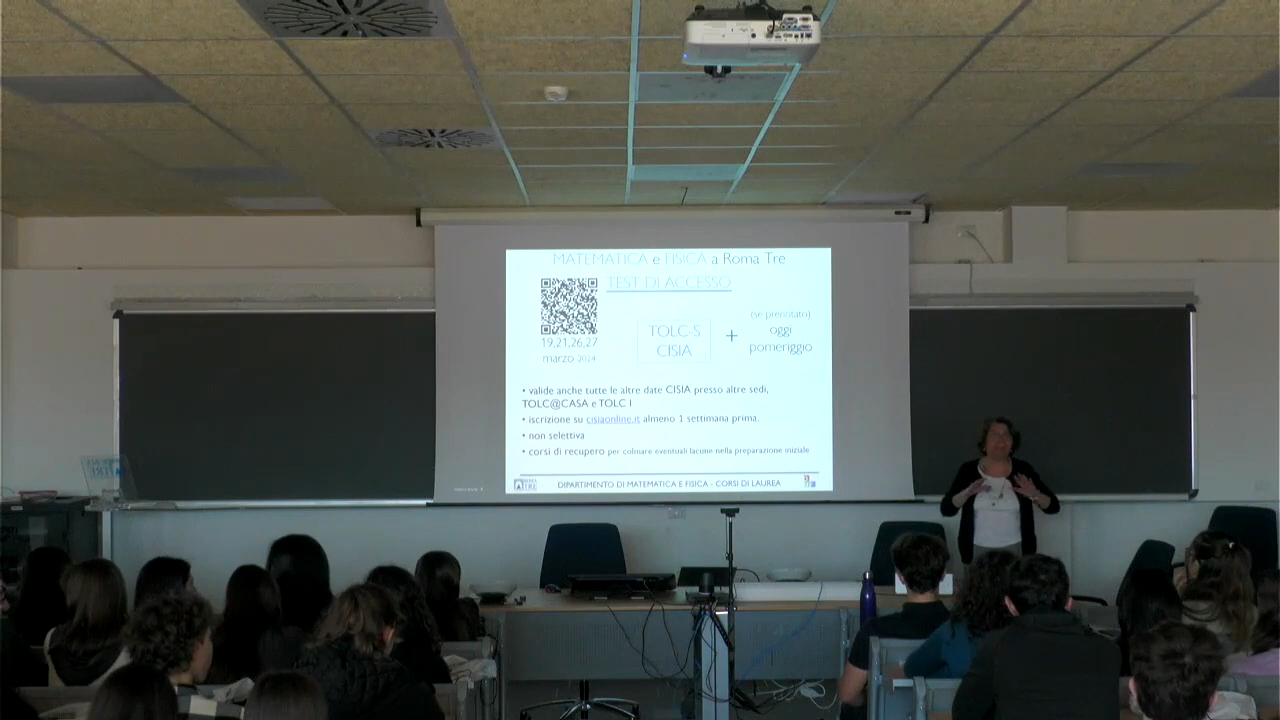 MATEMATICA e FISICA a Roma Tre
TEST DI ACCESSO
19,21,26,27
marzo 2024
TOLC-S
CISIA
+
(se prenotato)
oggi
pomeriggio
• valide anche tutte le altre date CISIA presso altre sedi,
TOLC@CASA e TOLC I
• iscrizione su cisiaonline.it almeno 1 settimana prima.
• non selettiva
• corsi di recupero per colmare eventuali lacune nella preparazione iniziale
ROMA
TRE
DIPARTIMENTO DI MATEMATICA E FISICA - CORSI DI LAUREA